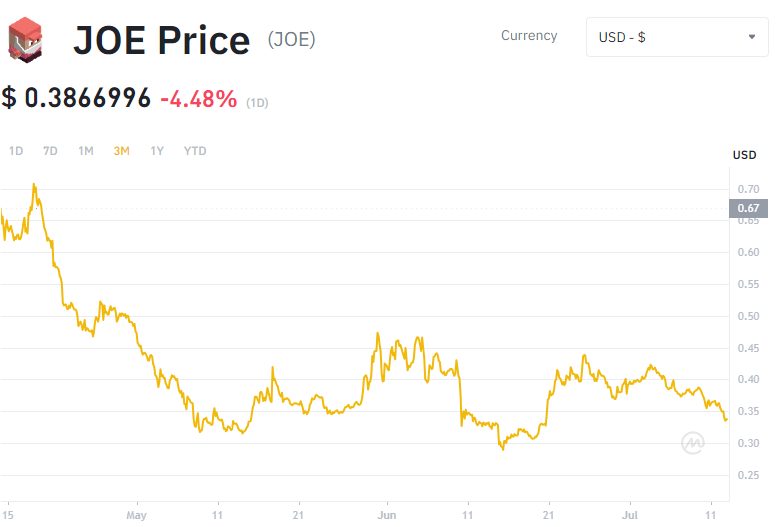 JOE Price (JOE)
Currency
USD - $
$ 0.3866996 -4.48% (1D)
1D 7D 1M 3M 1Y YTD
USD
0.70
0.67
0.65
0.60
0.55
0.50
0.45
0.40
0.35
0.30
0.25
15 May 11 21 Jun 11 21 Jul 11